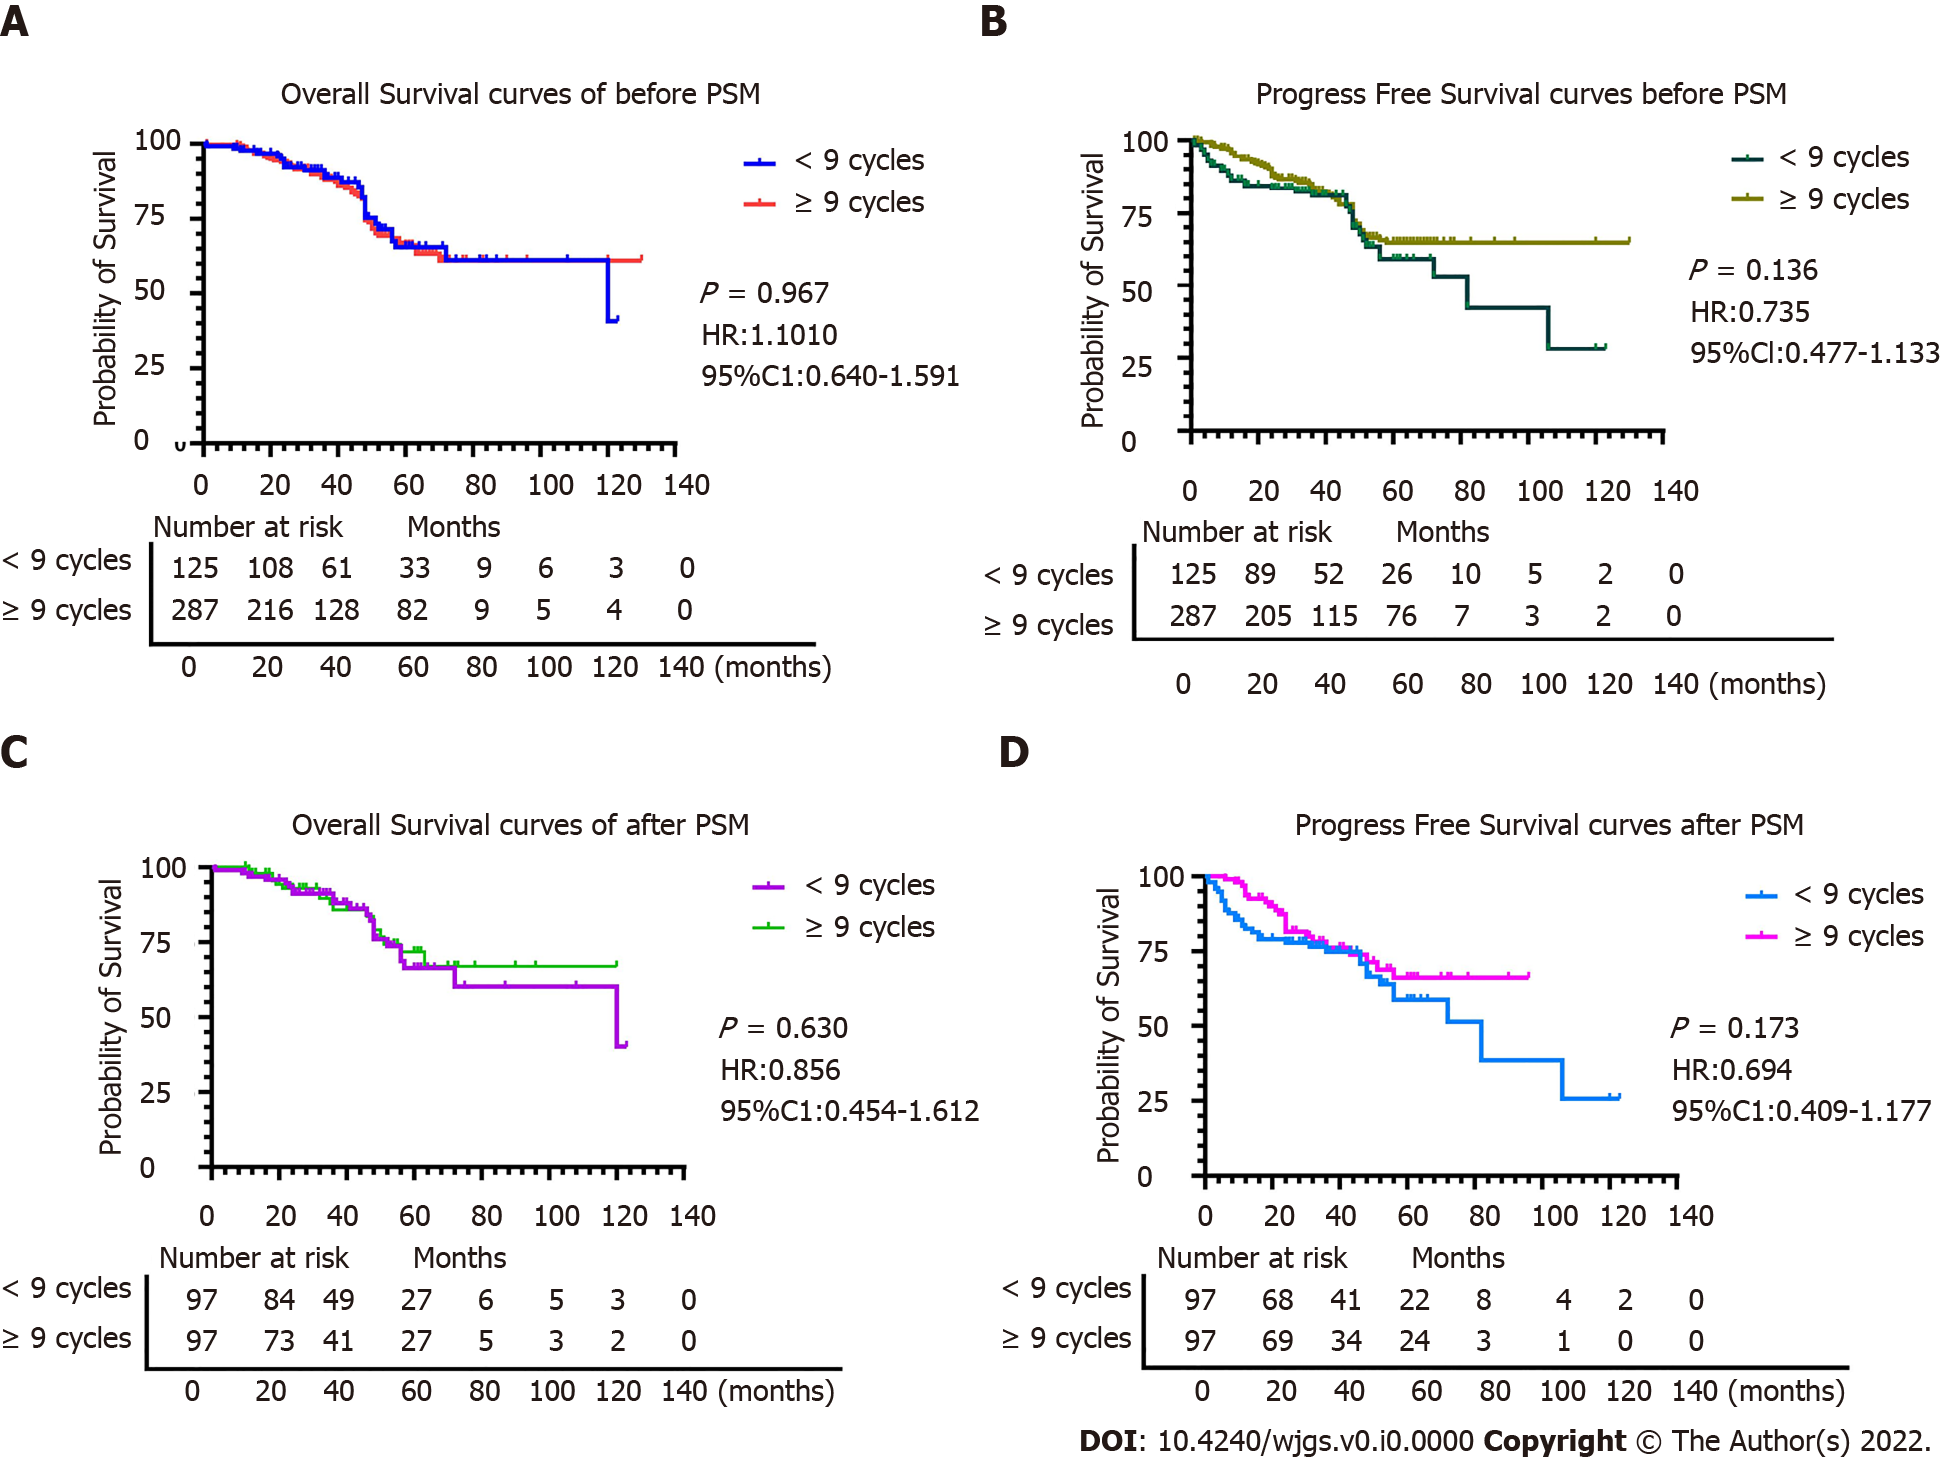 A
Overall Survival curves of before PSM
Probability of Survival
100
75
50
25
0
0
< 9 cycles
≥ 9 cycles
P = 0.967
HR:1.1010
95%C1:0.640-1.591
0 20 40 60 80 100 120 140
Number at risk Months
< 9 cycles 125 108 61 33 9 6 3 0
≥ 9 cycles 287 216 128 82 9 5 4 0
0 20 40 60 80 100 120 140 (months)
B
Progress Free Survival curves before PSM
Probability of Survival
100
75
50
25
0
< 9 cycles
≥ 9 cycles
P = 0.136
HR:0.735
95%Cl:0.477-1.133
0 20 40 60 80 100 120 140
Number at risk Months
< 9 cycles 125 89 52 26 10 5 2 0
≥ 9 cycles 287 205 115 76 7 3 2 0
0 20 40 60 80 100 120 140 (months)
C
Overall Survival curves of after PSM
Probability of Survival
100
75
50
25
0
< 9 cycles
≥ 9 cycles
P = 0.630
HR:0.856
95%C1:0.454-1.612
0 20 40 60 80 100 120 140
Number at risk Months
< 9 cycles 97 84 49 27 6 5 3 0
≥ 9 cycles 97 73 41 27 5 3 2 0
0 20 40 60 80 100 120 140 (months)
D
Progress Free Survival curves after PSM
Probability of Survival
100
75
50
25
0
< 9 cycles
≥ 9 cycles
P = 0.173
HR:0.694
95%C1:0.409-1.177
0 20 40 60 80 100 120 140
Number at risk Months
< 9 cycles 97 68 41 22 8 4 2 0
≥ 9 cycles 97 69 34 24 3 1 0 0
0 20 40 60 80 100 120 140 (months)
DOI: 10.4240/wjgs.v0.i0.0000 Copyright © The Author(s) 2022.